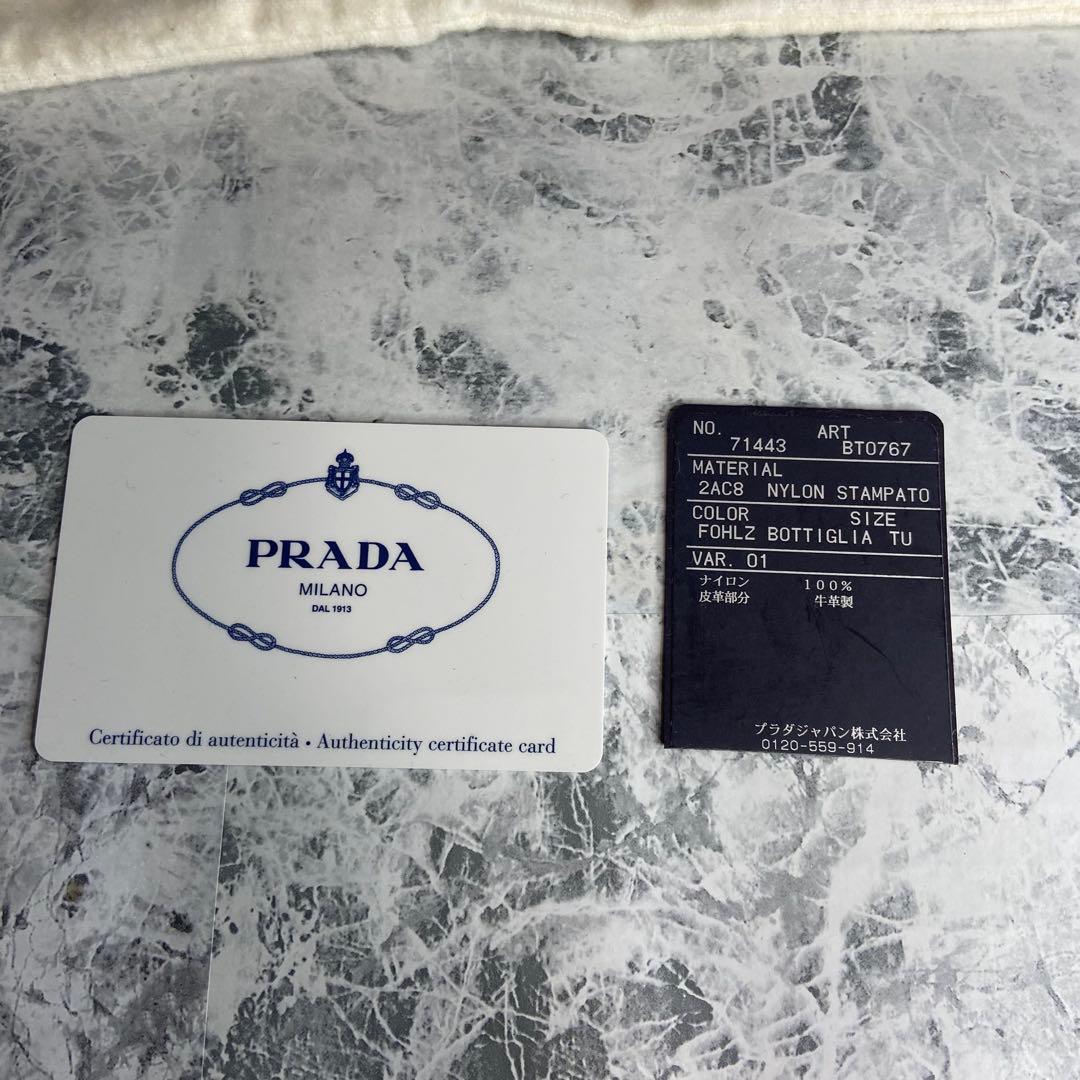 PRADA
MILANO
DAL 1913
Certificato di autenticità • Authenticity certificate card
NO. ART
71443 BT0767
MATERIAL
2AC8 NYLON STAMPATO
COLOR SIZE
FOHLZ BOTTIGLIA TU
VAR. 01
ナイロン 100%
皮革部分 牛革製
プラダジャパン株式会社
0120-559-914